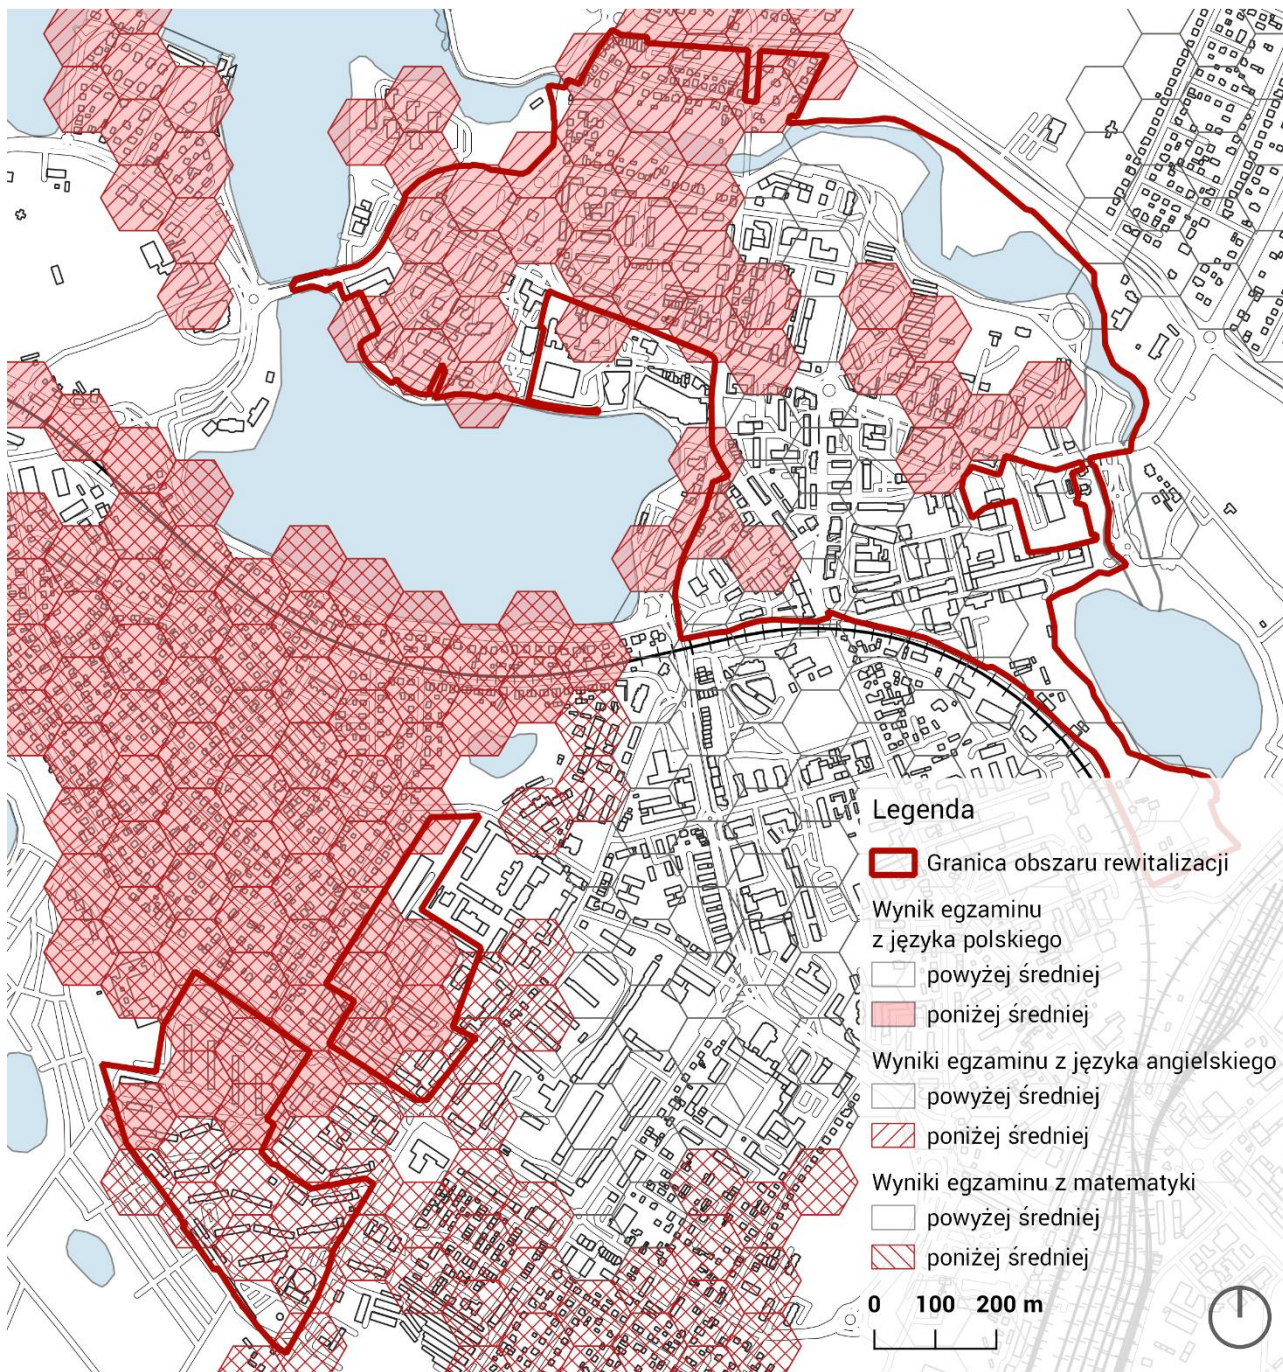 Legenda
Granica obszaru rewitalizacji
Wynik egzaminu
z języka polskiego
powyżej średniej
poniżej średniej
Wyniki egzaminu z języka angielskiego
powyżej średniej
poniżej średniej
Wyniki egzaminu z matematyki
powyżej średniej
poniżej średniej
0 100 200 m